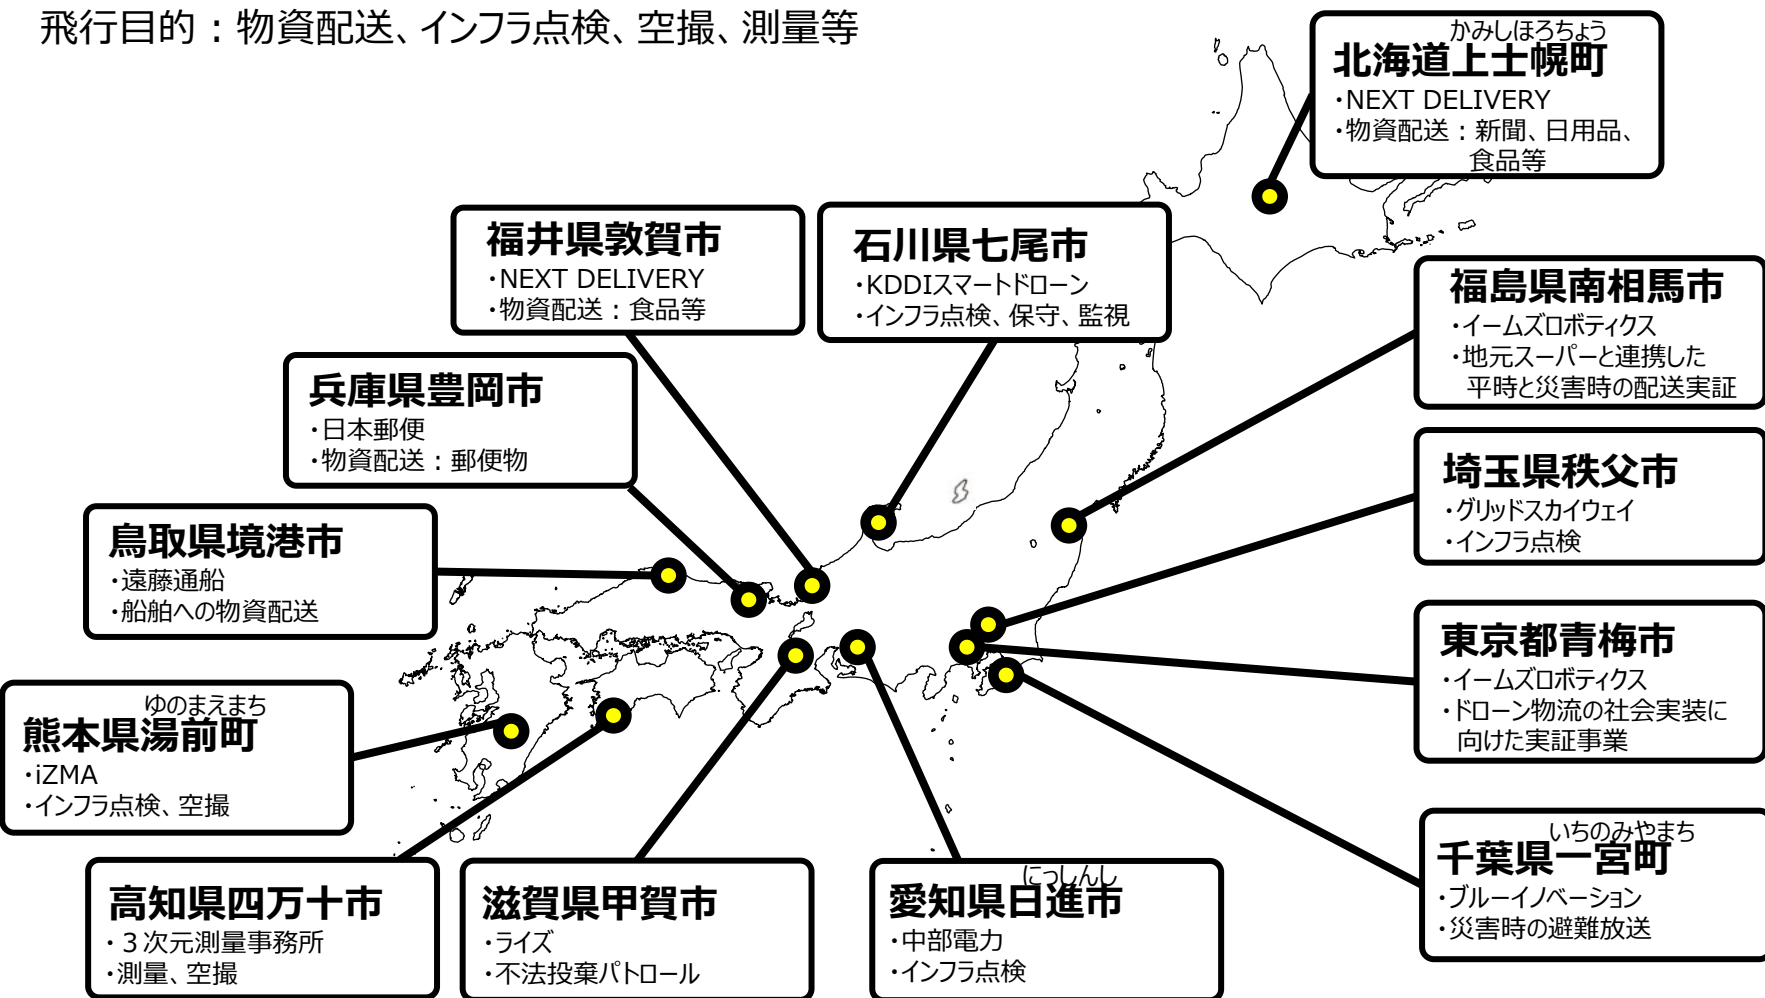 飛行目的：物資配送、インフラ点検、空撮、測量等
かみしほろちょう
北海道上士幌町
・NEXT DELIVERY
・物資配送：新聞、日用品、
食品等
福井県敦賀市
・NEXT DELIVERY
・物資配送：食品等
石川県七尾市
・KDDIスマートドローン
・インフラ点検、保守、監視
福島県南相馬市
・イームズロボティクス
・地元スーパーと連携した
平時と災害時の配送実証
兵庫県豊岡市
・日本郵便
・物資配送：郵便物
埼玉県秩父市
・グリッドスカイウェイ
・インフラ点検
鳥取県境港市
・遠藤通船
・船舶への物資配送
東京都青梅市
・イームズロボティクス
・ドローン物流の社会実装に
向けた実証事業
ゆのまえまち
熊本県湯前町
・iZMA
・インフラ点検、空撮
いちのみやまち
千葉県一宮町
・ブルーイノベーション
・災害時の避難放送
高知県四万十市
・３次元測量事務所
・測量、空撮
滋賀県甲賀市
・ライズ
・不法投棄パトロール
にっしんし
愛知県日進市
・中部電力
・インフラ点検